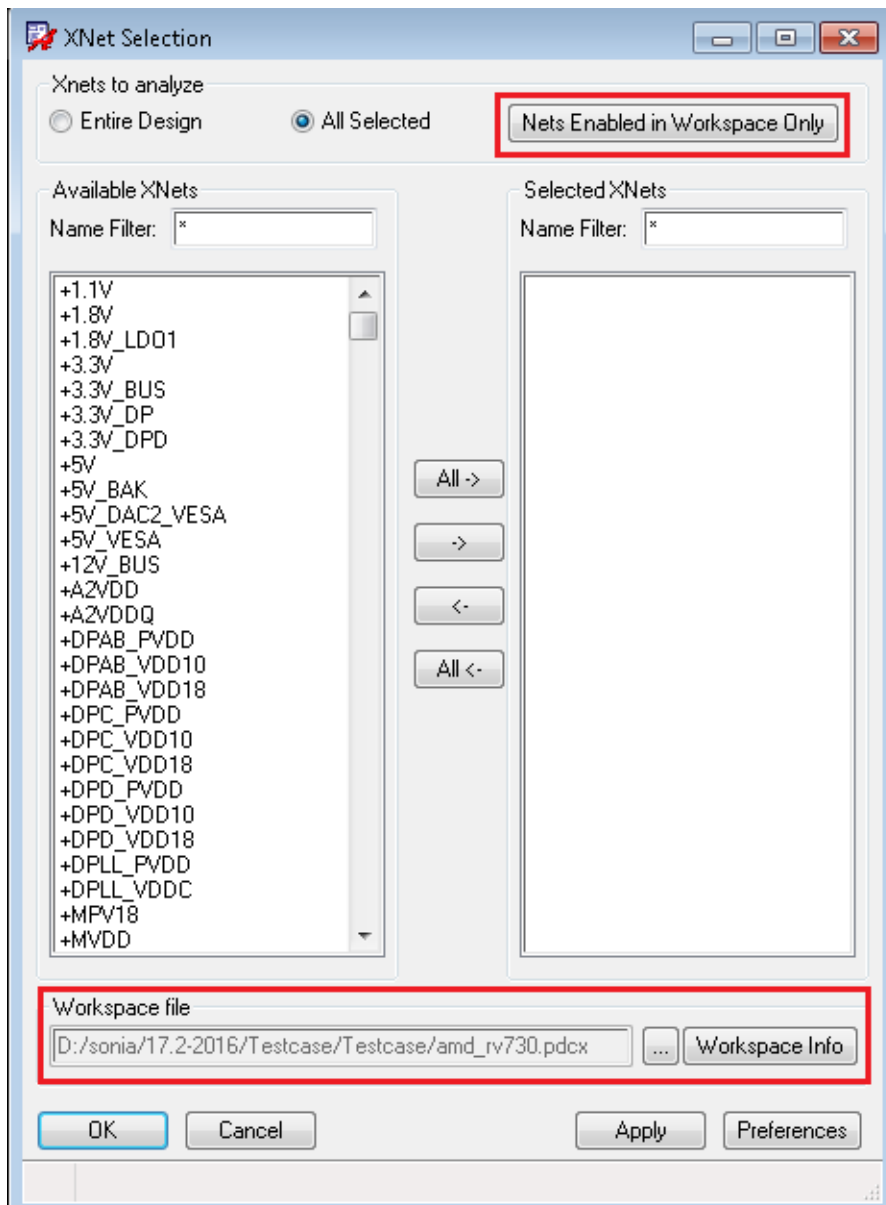 XNet Selection
Xnets to analyze
Entire Design All Selected Nets Enabled in Workspace Only
Available XNets Selected XNets
Name Filter: * Name Filter: *
+1.1V
+1.8V
+1.8V_LDO1
+3.3V
+3.3V_BUS
+3.3V_DP
+3.3V_DPD
+5V
+5V_BAK
+5V_DAC2_VESA
+5V_VESA
+12V_BUS
+A2VDD
+A2VDDQ
+DPAB_PVDD
+DPAB_VDD10
+DPAB_VDD18
+DPC_PVDD
+DPC_VDD10
+DPC_VDD18
+DPD_PVDD
+DPD_VDD10
+DPD_VDD18
+DPLL_PVDD
+DPLL_VDDC
+MPV18
+MVDD
All ->
->
<-
All <-
Workspace file
D:/sonia/17.2-2016/Testcase/Testcase/amd_rv730.pdcx ... Workspace Info
OK Cancel Apply Preferences